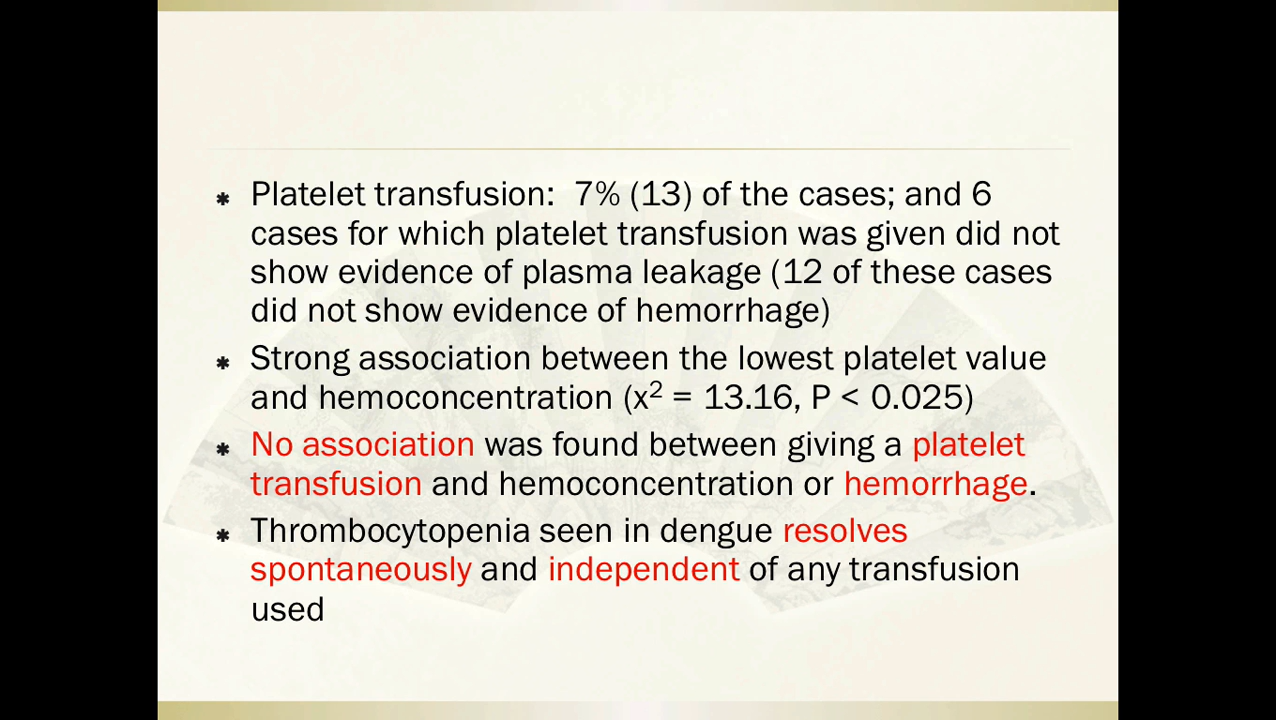 ✱ Platelet transfusion:  7% (13) of the cases; and 6
cases for which platelet transfusion was given did not
show evidence of plasma leakage (12 of these cases
did not show evidence of hemorrhage)
✱ Strong association between the lowest platelet value
and hemoconcentration (x² = 13.16, P < 0.025)
✱ No association was found between giving a platelet
transfusion and hemoconcentration or hemorrhage.
✱ Thrombocytopenia seen in dengue resolves
spontaneously and independent of any transfusion
used